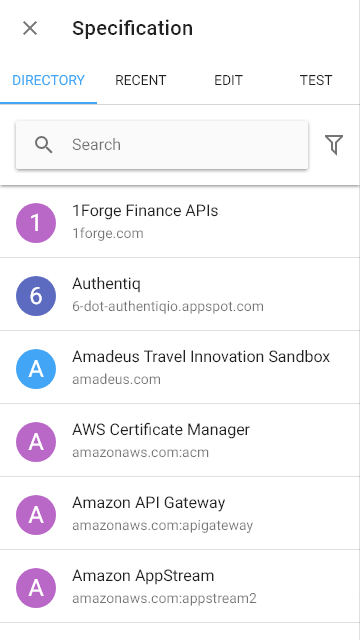 Specification
DIRECTORY RECENT EDIT TEST
Search
1 1Forge Finance APIs
1forge.com
6 Authentiq
6-dot-authentiqio.appspot.com
A Amadeus Travel Innovation Sandbox
amadeus.com
A AWS Certificate Manager
amazonaws.com:acm
A Amazon API Gateway
amazonaws.com:apigateway
A Amazon AppStream
amazonaws.com:appstream2